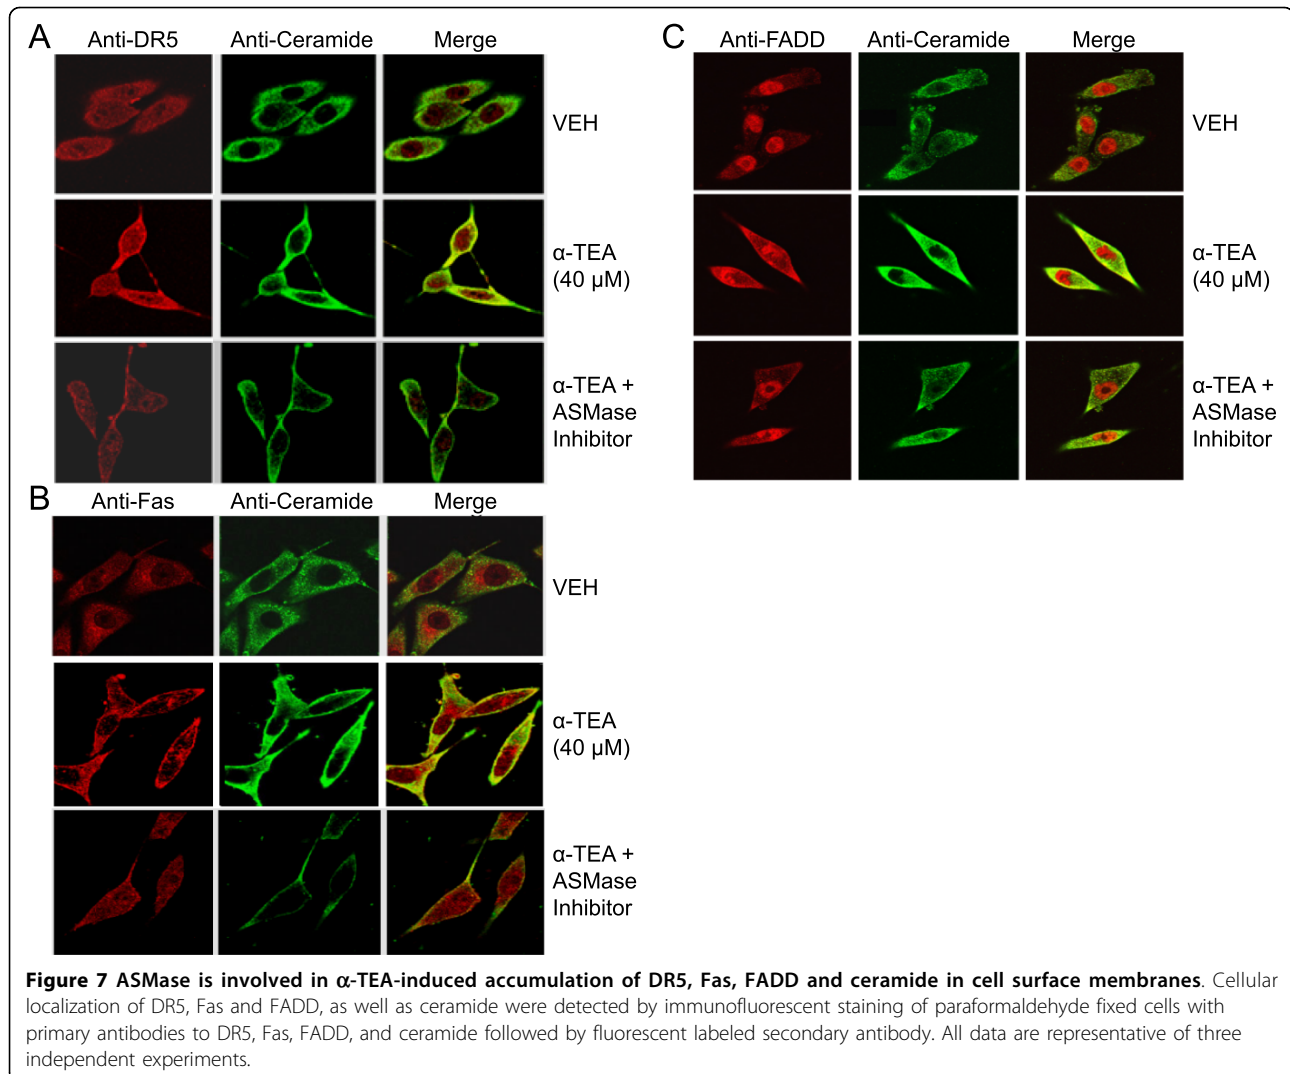 A
Anti-DR5 Anti-Ceramide Merge
VEH
α-TEA
(40 µM)
α-TEA +
ASMase
Inhibitor
B
Anti-Fas Anti-Ceramide Merge
VEH
α-TEA
(40 µM)
α-TEA +
ASMase
Inhibitor
C
Anti-FADD Anti-Ceramide Merge
VEH
α-TEA
(40 µM)
α-TEA +
ASMase
Inhibitor
Figure 7 ASMase is involved in α-TEA-induced accumulation of DR5, Fas, FADD and ceramide in cell surface membranes. Cellular
localization of DR5, Fas and FADD, as well as ceramide were detected by immunofluorescent staining of paraformaldehyde fixed cells with
primary antibodies to DR5, Fas, FADD, and ceramide followed by fluorescent labeled secondary antibody. All data are representative of three
independent experiments.